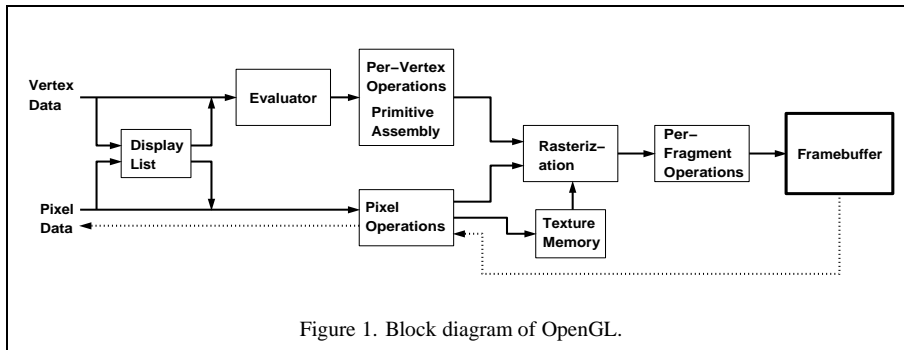 Vertex
Data
Evaluator
Per−Vertex
Operations
Primitive
Assembly
Display
List
Rasteriz−
ation
Per−
Fragment
Operations
Framebuffer
Pixel
Data
Pixel
Operations
Texture
Memory
Figure 1. Block diagram of OpenGL.